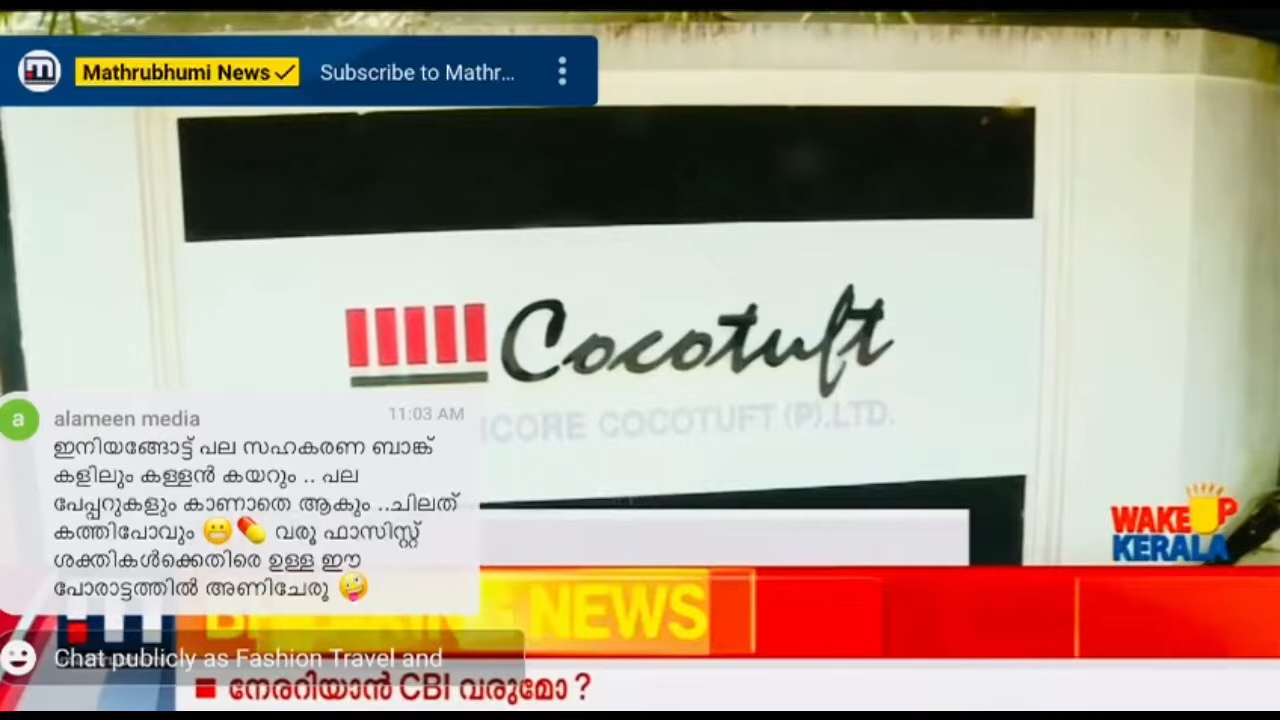 Mathrubhumi News
Subscribe to Mathr...
Cocotuft
COCOTUFT (P).LTD.
a
alameen media
11:03 AM
ഇനിയങ്ങോട്ട് പല സഹകരണ ബാങ്ക്
കളിലും കള്ളൻ കയറും .. പല
പേപ്പറുകളും കാണാതെ ആകും ..ചിലത്
കത്തിപോവും 😬💊 വരൂ ഫാസിസ്റ്റ്
ശക്തികൾക്കെതിരെ ഉള്ള ഈ
പോരാട്ടത്തിൽ അണിചേരൂ 🤪
WAKE UP
KERALA
NEWS
Chat publicly as Fashion Travel and
നേരറിയാൻ CBI വരുമോ ?